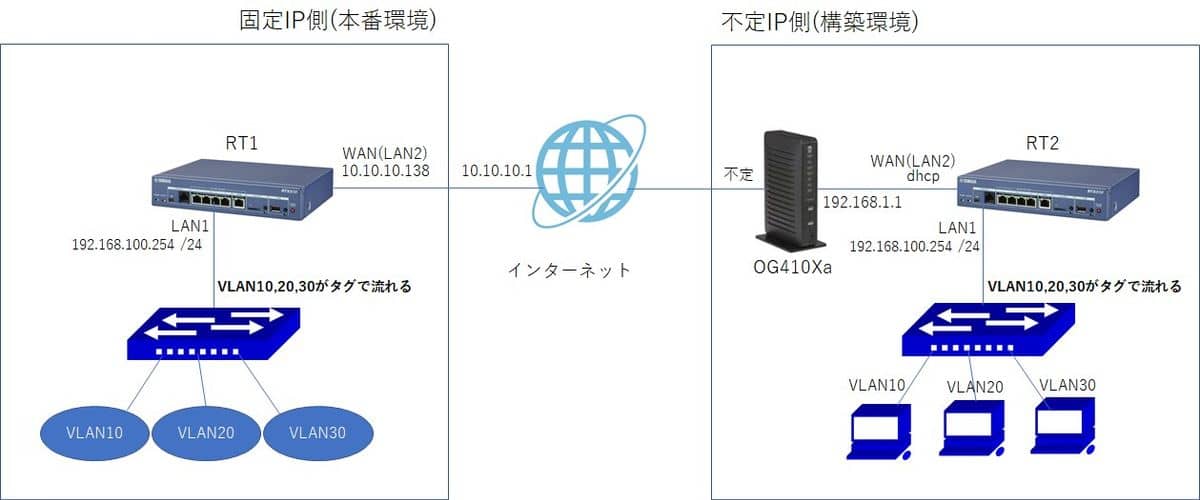 固定IP側(本番環境)
不定IP側(構築環境)
RT1
WAN(LAN2)
10.10.10.138
10.10.10.1
LAN1
192.168.100.254 /24
VLAN10,20,30がタグで流れる
VLAN10
VLAN20
VLAN30
インターネット
不定
OG410Xa
192.168.1.1
WAN(LAN2)
dhcp
RT2
LAN1
192.168.100.254 /24
VLAN10,20,30がタグで流れる
VLAN10
VLAN20
VLAN30